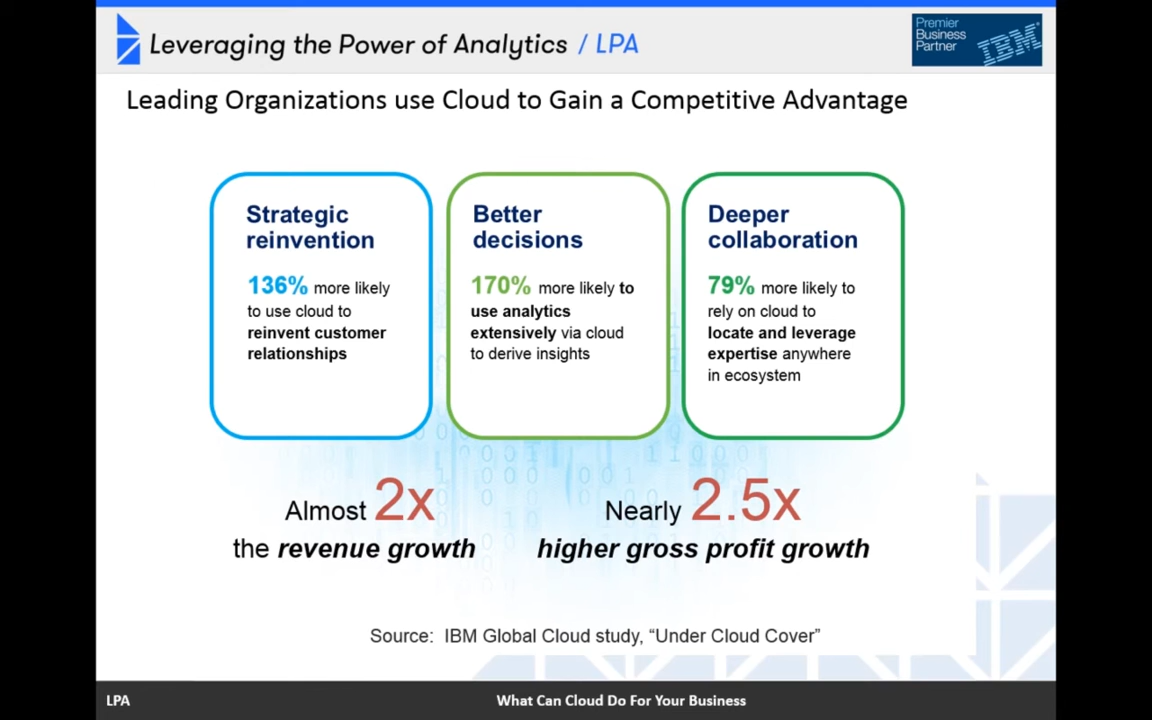 Leveraging the Power of Analytics / LPA
Premier
Business
Partner
IBM
Leading Organizations use Cloud to Gain a Competitive Advantage
Strategic
reinvention
136% more likely
to use cloud to
reinvent customer
relationships
Better
decisions
170% more likely to
use analytics
extensively via cloud
to derive insights
Deeper
collaboration
79% more likely to
rely on cloud to
locate and leverage
expertise anywhere
in ecosystem
Almost 2x
the revenue growth
Nearly 2.5x
higher gross profit growth
Source: IBM Global Cloud study, “Under Cloud Cover”
LPA
What Can Cloud Do For Your Business